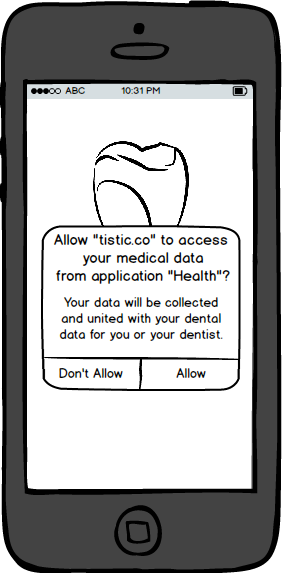 ABC 10:31 PM
Allow "tistic.co" to access
your medical data
from application "Health"?
Your data will be collected
and united with your dental
data for you or your dentist.
Don't Allow Allow